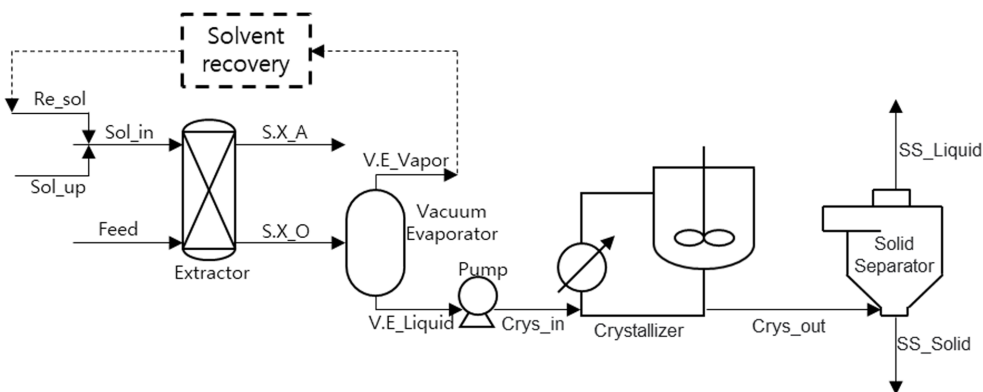 Solvent
recovery
Re_sol
Sol_in
S.X_A
V.E_Vapor
SS_Liquid
Sol_up
Feed
S.X_O
Vacuum
Evaporator
Solid
Separator
Extractor
Pump
V.E_Liquid
Crys_in
Crystallizer
Crys_out
SS_Solid